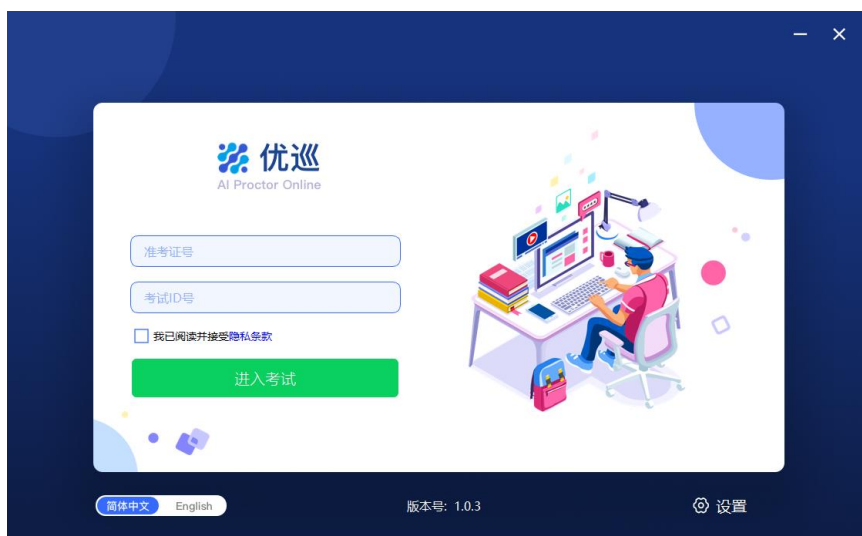 优巡
AI Proctor Online
准考证号
考试ID号
我已阅读并接受隐私条款
进入考试
简体中文 English
版本号: 1.0.3
设置